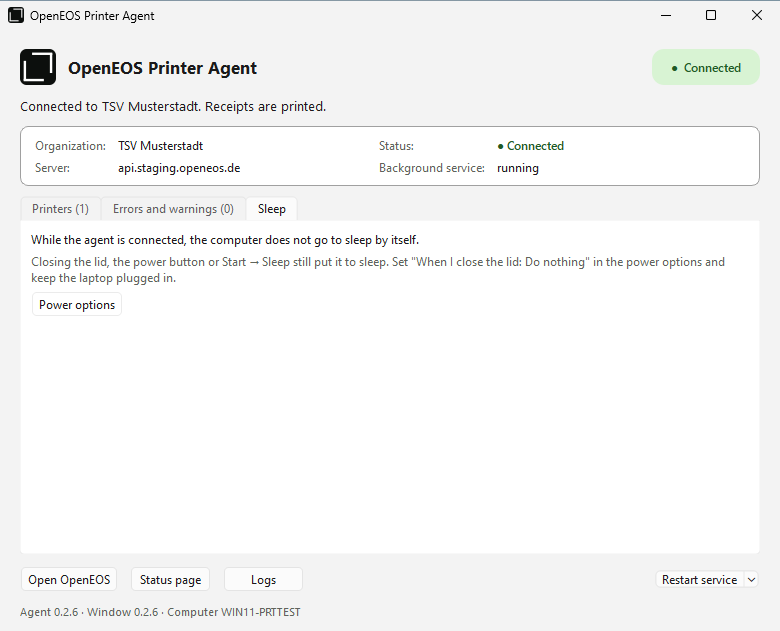 OpenEOS Printer Agent
OpenEOS Printer Agent
● Connected
Connected to TSV Musterstadt. Receipts are printed.
Organization: TSV Musterstadt Status: ● Connected
Server: api.staging.openeos.de Background service: running
Printers (1) Errors and warnings (0) Sleep
While the agent is connected, the computer does not go to sleep by itself.
Closing the lid, the power button or Start → Sleep still put it to sleep. Set "When I close the lid: Do nothing" in the power options and
keep the laptop plugged in.
Power options
Open OpenEOS Status page Logs Restart service
Agent 0.2.6 · Window 0.2.6 · Computer WIN11-PRTTEST